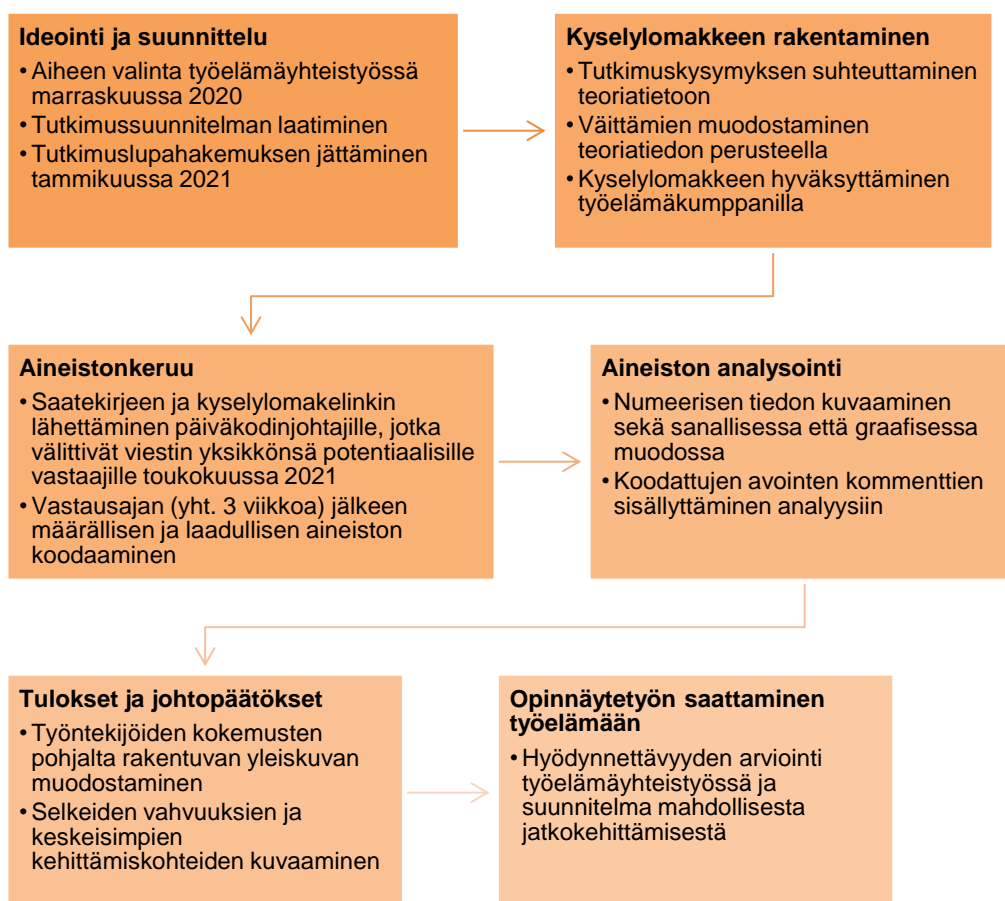 Ideointi ja suunnittelu
• Aiheen valinta työelämäyhteistyössä
marraskuussa 2020
• Tutkimussuunnitelman laatiminen
• Tutkimuslupahakemuksen jättäminen
tammikuussa 2021
Kyselylomakkeen rakentaminen
• Tutkimuskysymyksen suhteuttaminen
teoriatietoon
• Väittämien muodostaminen
teoriatiedon perusteella
• Kyselylomakkeen hyväksyttäminen
työelämäkumppanilla
Aineistonkeruu
• Saatekirjeen ja kyselylomakelinkin
lähettäminen päiväkodinjohtajille, jotka
välittivät viestin yksikkönsä potentiaalisille
vastaajille toukokuussa 2021
• Vastausajan (yht. 3 viikkoa) jälkeen
määrällisen ja laadullisen aineiston
koodaaminen
Aineiston analysointi
• Numeerisen tiedon kuvaaminen
sekä sanallisessa että graafisessa
muodossa
• Koodattujen avointen kommenttien
sisällyttäminen analyysiin
Tulokset ja johtopäätökset
• Työntekijöiden kokemusten
pohjalta rakentuvan yleiskuvan
muodostaminen
• Selkeiden vahvuuksien ja
keskeisimpien
kehittämiskohteiden kuvaaminen
Opinnäytetyön saattaminen
työelämään
• Hyödynnettävyyden arviointi
työelämäyhteistyössä ja
suunnitelma mahdollisesta
jatkokehittämisestä